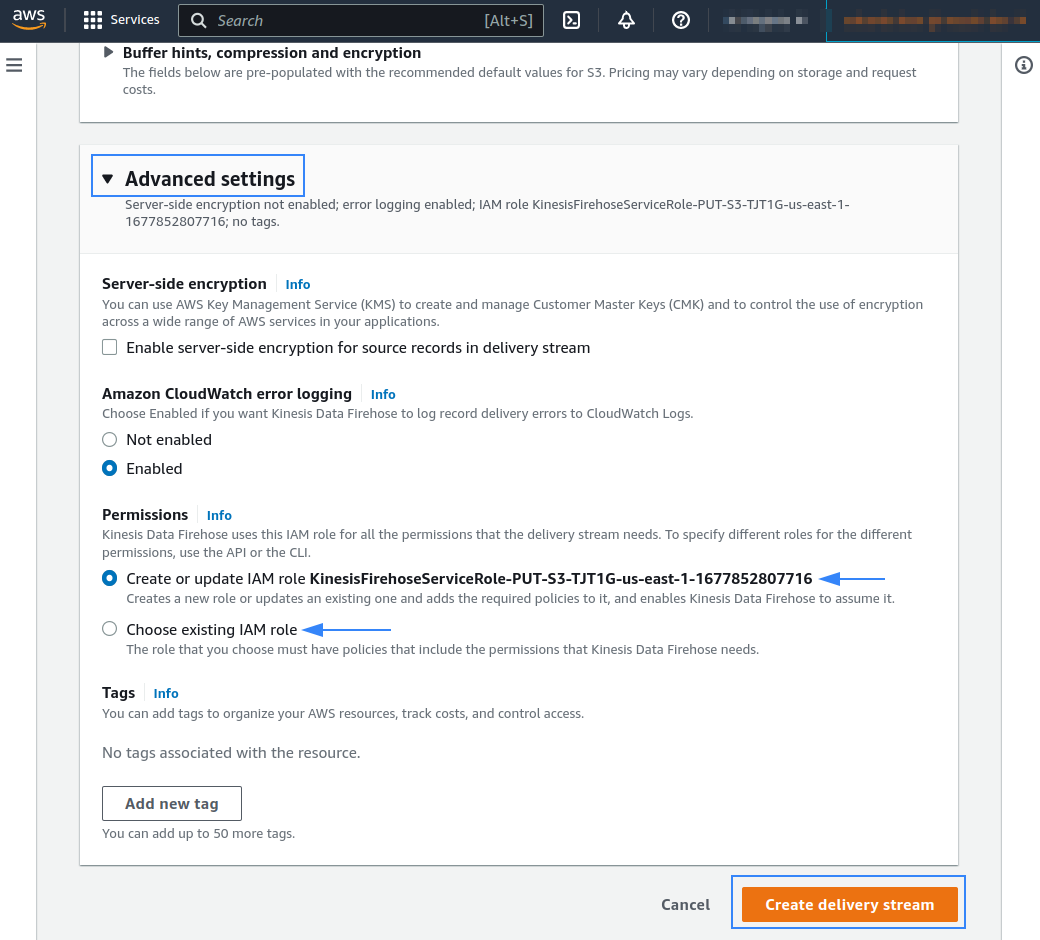 aws
Services
Search [Alt+S]
Buffer hints, compression and encryption
The fields below are pre-populated with the recommended default values for S3. Pricing may vary depending on storage and request
costs.
Advanced settings
Server-side encryption not enabled; error logging enabled; IAM role KinesisFirehoseServiceRole-PUT-S3-TJT1G-us-east-1-
1677852807716; no tags.
Server-side encryption Info
You can use AWS Key Management Service (KMS) to create and manage Customer Master Keys (CMK) and to control the use of encryption
across a wide range of AWS services in your applications.
Enable server-side encryption for source records in delivery stream
Amazon CloudWatch error logging Info
Choose Enabled if you want Kinesis Data Firehose to log record delivery errors to CloudWatch Logs.
Not enabled
Enabled
Permissions Info
Kinesis Data Firehose uses this IAM role for all the permissions that the delivery stream needs. To specify different roles for the different
permissions, use the API or the CLI.
Create or update IAM role KinesisFirehoseServiceRole-PUT-S3-TJT1G-us-east-1-1677852807716
Creates a new role or updates an existing one and adds the required policies to it, and enables Kinesis Data Firehose to assume it.
Choose existing IAM role
The role that you choose must have policies that include the permissions that Kinesis Data Firehose needs.
Tags Info
You can add tags to organize your AWS resources, track costs, and control access.
No tags associated with the resource.
Add new tag
You can add up to 50 more tags.
Cancel
Create delivery stream